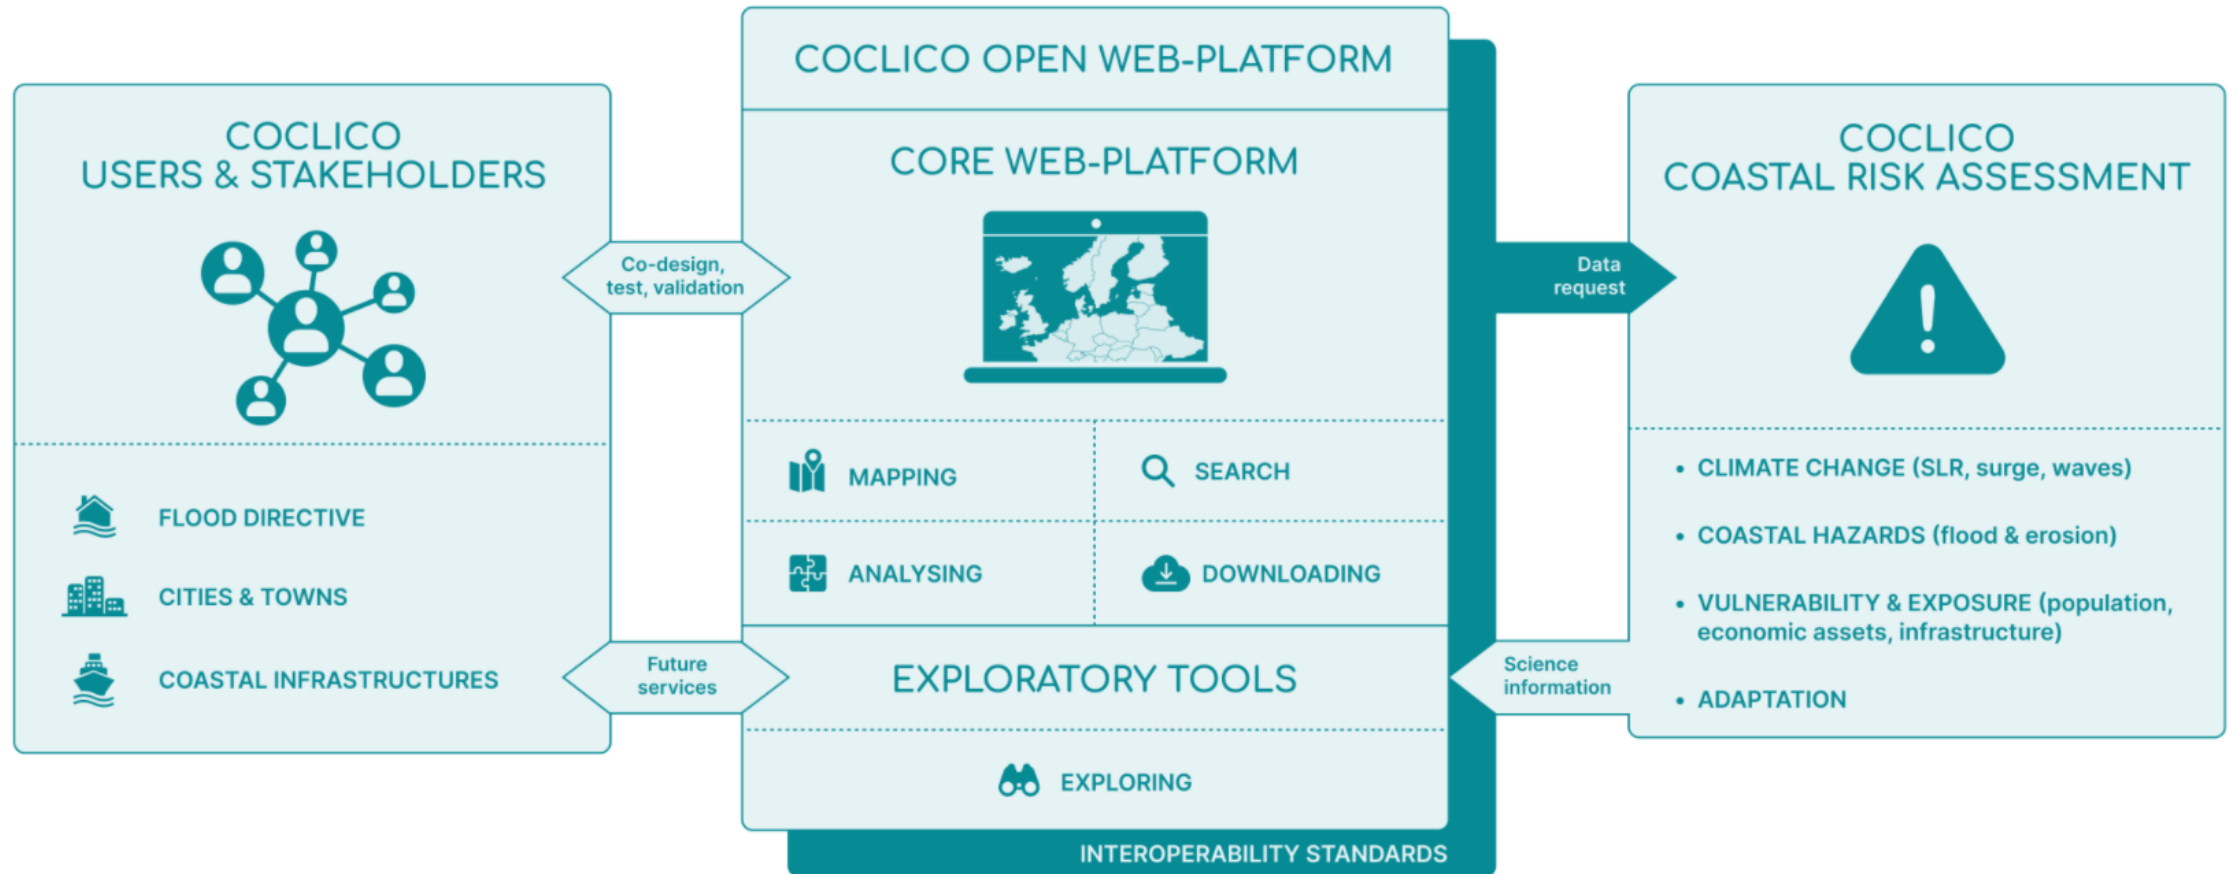 COCLICO
USERS & STAKEHOLDERS
FLOOD DIRECTIVE
CITIES & TOWNS
COASTAL INFRASTRUCTURES
Co-design,
test, validation
Future
services
COCLICO OPEN WEB-PLATFORM
CORE WEB-PLATFORM
MAPPING
SEARCH
ANALYSING
DOWNLOADING
EXPLORATORY TOOLS
EXPLORING
INTEROPERABILITY STANDARDS
Data
request
Science
information
COCLICO
COASTAL RISK ASSESSMENT
• CLIMATE CHANGE (SLR, surge, waves)
• COASTAL HAZARDS (flood & erosion)
• VULNERABILITY & EXPOSURE (population,
economic assets, infrastructure)
• ADAPTATION